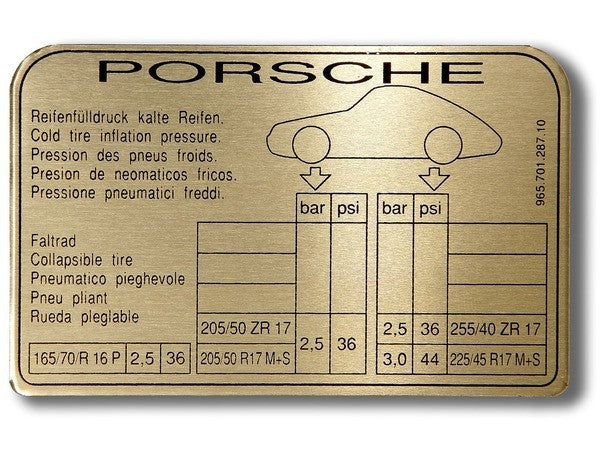 PORSCHE
Reifenfülldruck kalte Reifen.
Cold tire inflation pressure.
Pression des pneus froids.
Presion de neomaticos fricos.
Pressione pneumatici freddi.
965.701.287.10
bar psi bar psi
Faltrad
Collapsible tire
Pneumatico pieghevole
Pneu pliant
Rueda pleglable
205/50 ZR 17 2,5 36 2,5 36 255/40 ZR 17
165/70/R 16 P 2,5 36 205/50 R17 M+S 3,0 44 225/45 R17 M+S